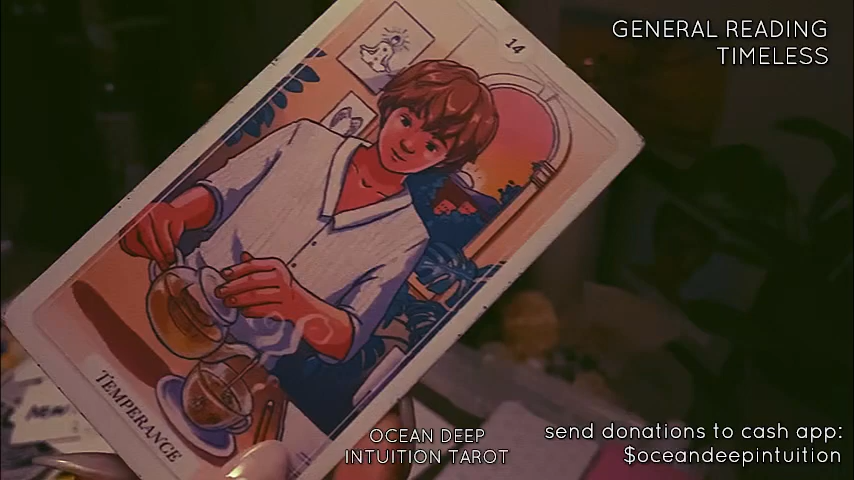 GENERAL READING
TIMELESS
14
TEMPERANCE
OCEAN DEEP
INTUITION TAROT
send donations to cash app:
$oceandeepintuition